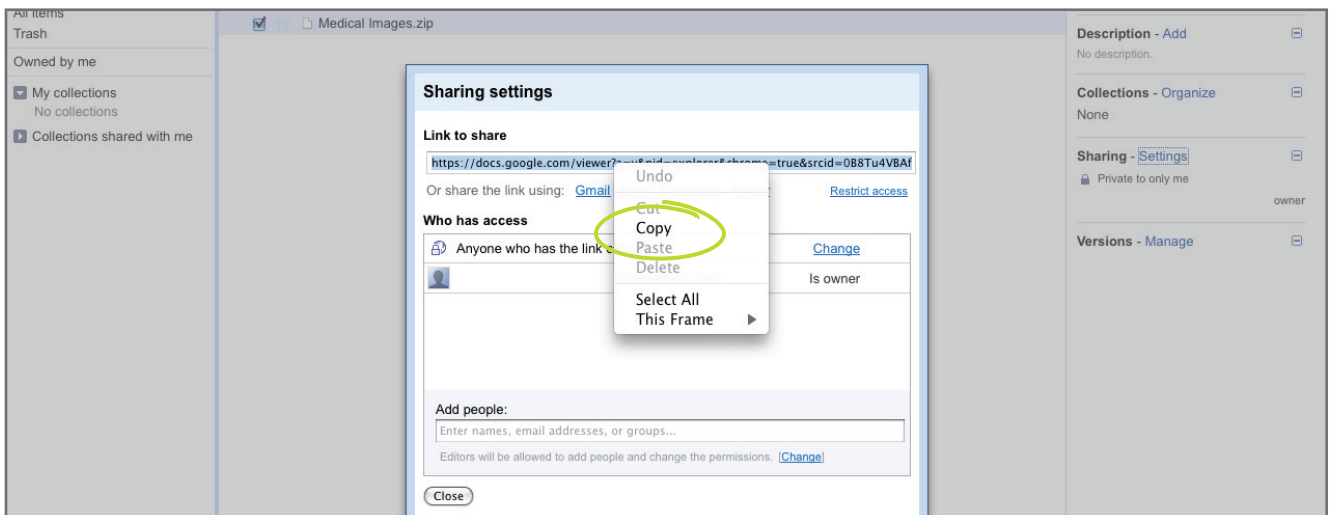 All items
Trash
Owned by me
My collections
No collections
Collections shared with me
Medical Images.zip
Sharing settings
Link to share
https://docs.google.com/viewer?a=v&pid=explorer&chrome=true&srcid=0B8Tu4VBAf
Or share the link using: Gmail
Restrict access
Who has access
Anyone who has the link
Change
Is owner
Undo
Cut
Copy
Paste
Delete
Select All
This Frame
Add people:
Enter names, email addresses, or groups...
Editors will be allowed to add people and change the permissions. [Change]
Close
Description - Add
No description.
Collections - Organize
None
Sharing - Settings
Private to only me
owner
Versions - Manage